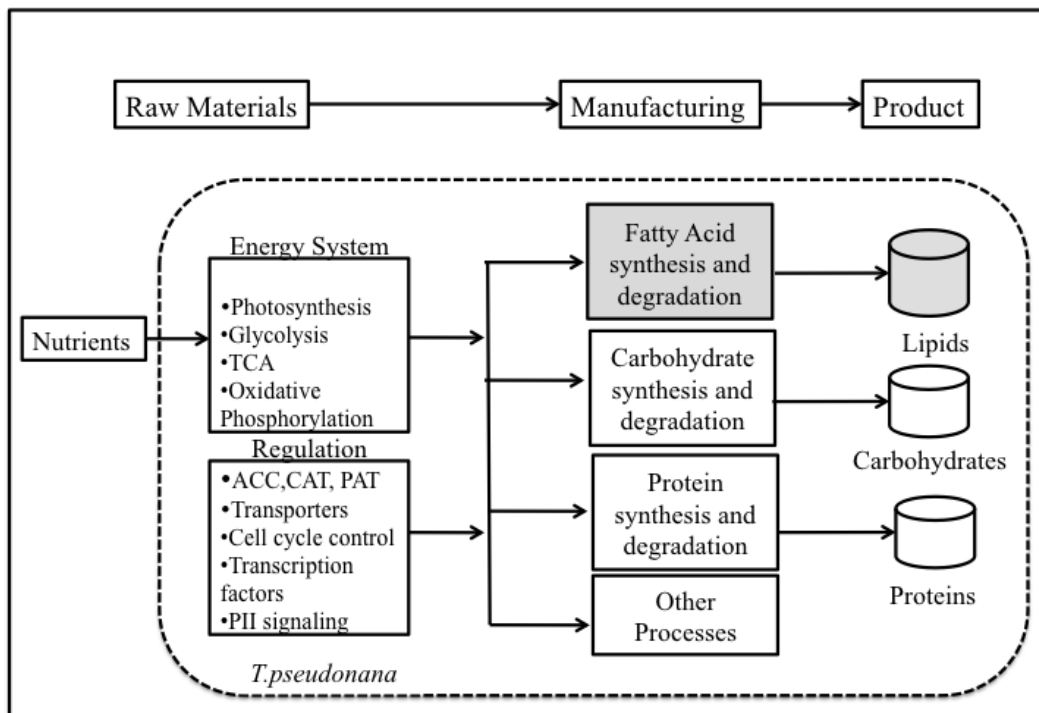 Raw Materials
Manufacturing
Product
Energy System
•Photosynthesis
•Glycolysis
•TCA
•Oxidative
Phosphorylation
Nutrients
Regulation
•ACC,CAT, PAT
•Transporters
•Cell cycle control
•Transcription
factors
•PII signaling
Fatty Acid
synthesis and
degradation
Lipids
Carbohydrate
synthesis and
degradation
Carbohydrates
Protein
synthesis and
degradation
Proteins
Other
Processes
T.pseudonana